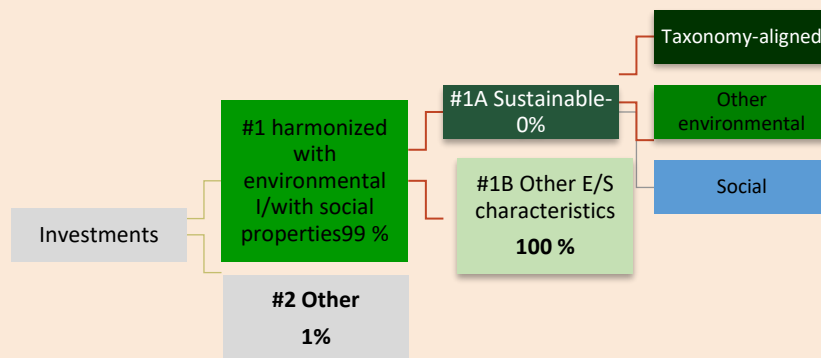 Investments
#1 harmonized
with
environmental
l/with social
properties99 %
#2 Other
1%
#1A Sustainable-
0%
#1B Other E/S
characteristics
100 %
Taxonomy-aligned
Other
environmental
Social